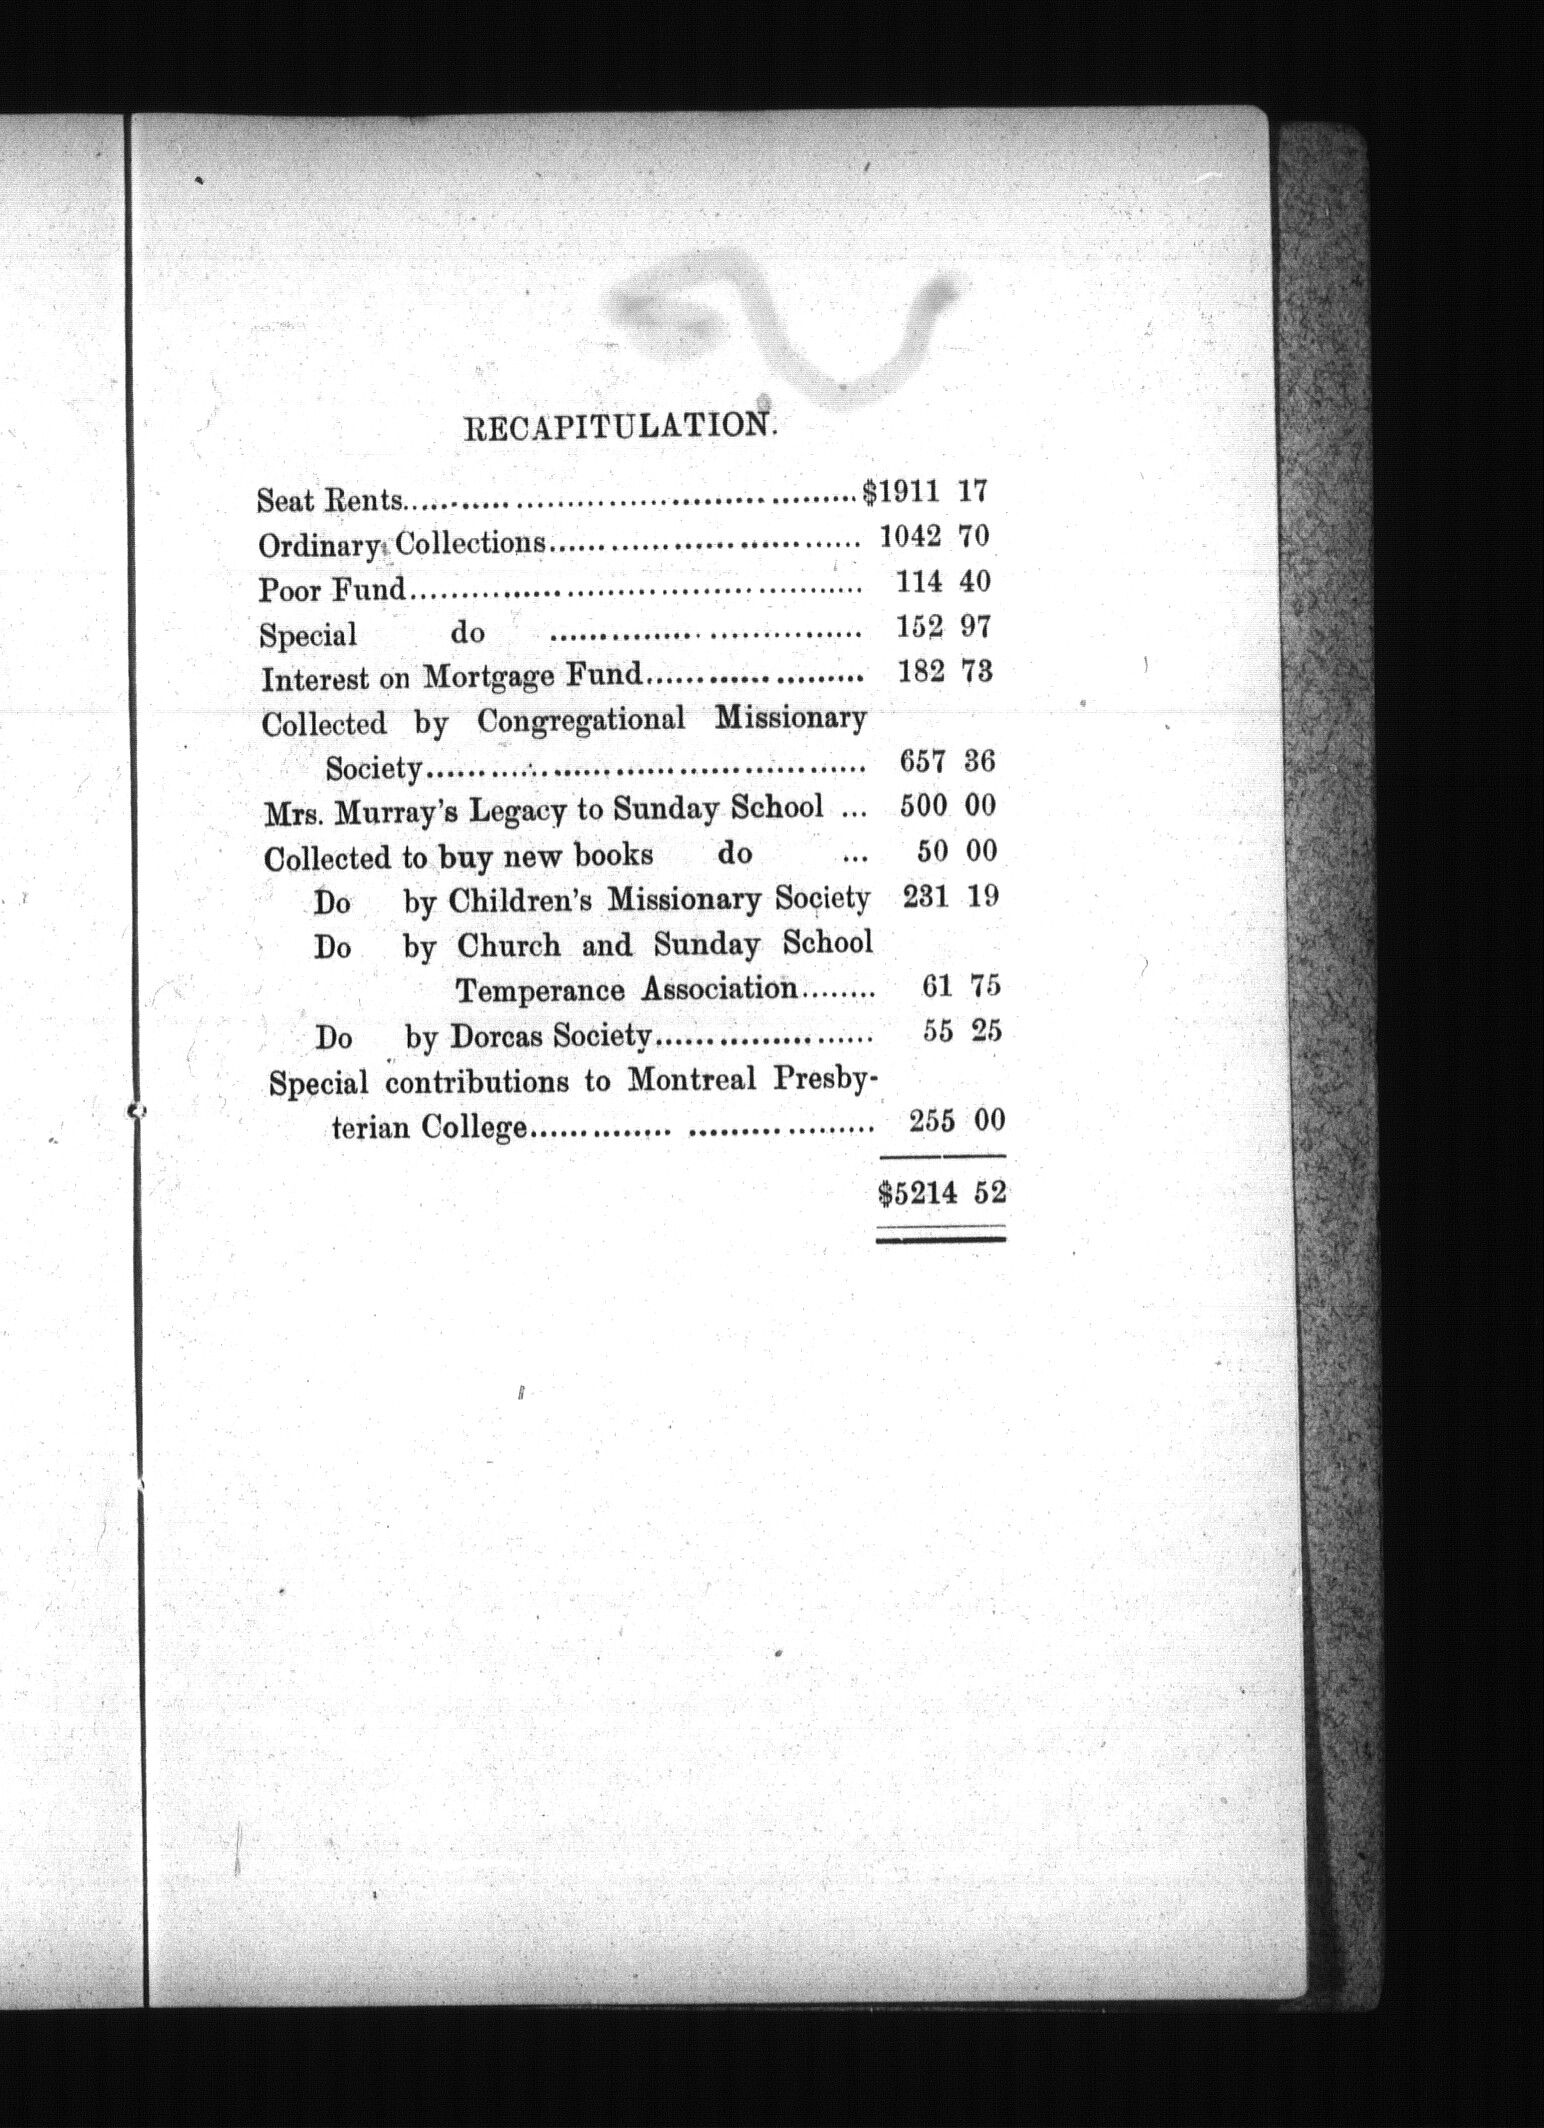 RECAPITULATION.
Seat Rents.......................................................$1911 17
Ordinary Collections.................................... 1042 70
Poor Fund..................................................... 114 40
Special do .................................... 152 97
Interest on Mortgage Fund......................... 182 73
Collected by Congregational Missionary
Society.................................................... 657 36
Mrs. Murray's Legacy to Sunday School ... 500 00
Collected to buy new books do ... 50 00
Do by Children's Missionary Society 231 19
Do by Church and Sunday School
Temperance Association........ 61 75
Do by Dorcas Society..................... 55 25
Special contributions to Montreal Presby-
terian College.............. ................... 255 00
$5214 52